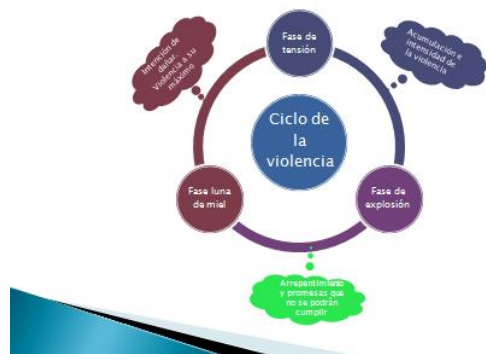 Fase de
tensión
Intención de
dañar.
Violencia a su
máximo
Acumulación e
intensidad de
la violencia
Ciclo de
la
violencia
Fase luna
de miel
Fase de
explosión
Arrepentimiento
y promesas que
no se podrán
cumplir